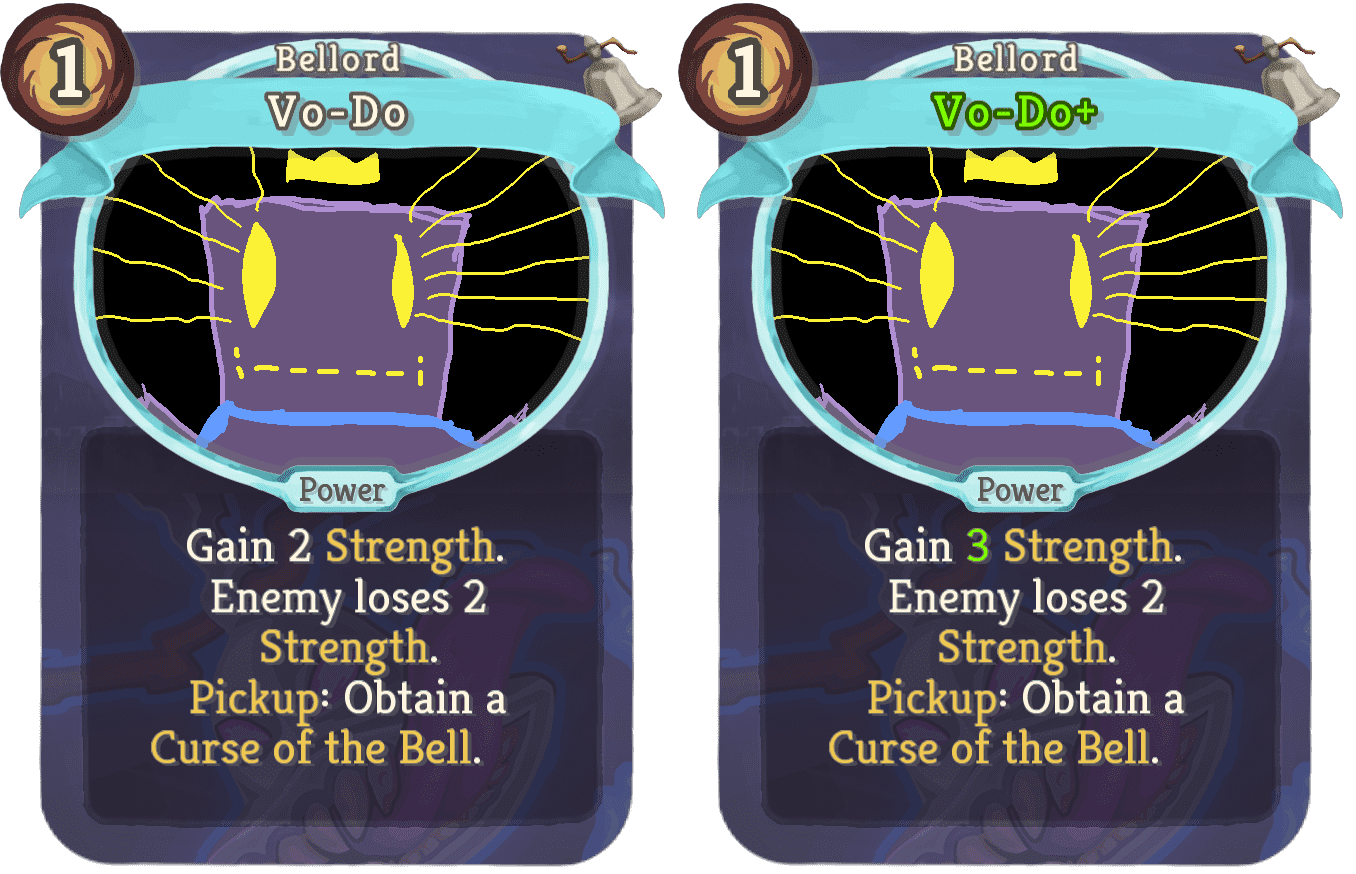 1
Bellord
Vo-Do
Power
Gain 2 Strength.
Enemy loses 2
Strength.
Pickup: Obtain a
Curse of the Bell.
1
Bellord
Vo-Do+
Power
Gain 3 Strength.
Enemy loses 2
Strength.
Pickup: Obtain a
Curse of the Bell.